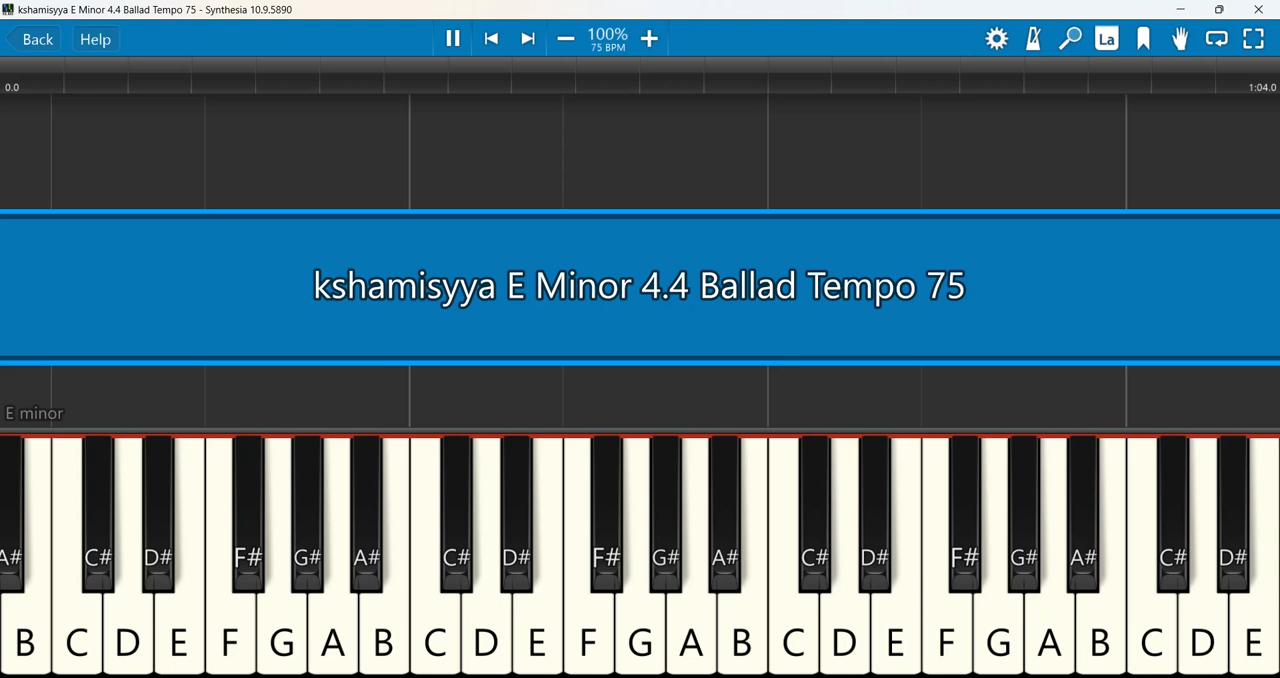 kshamisyya E Minor 4.4 Ballad Tempo 75 - Synthesia 10.9.5890
Back Help 100% La
75 BPM
0.0 1:04.0
kshamisyya E Minor 4.4 Ballad Tempo 75
E minor
A# C# D# F# G# A# C# D# F# G# A# C# D# F# G# A# C# D#
B C D E F G A B C D E F G A B C D E F G A B C D E